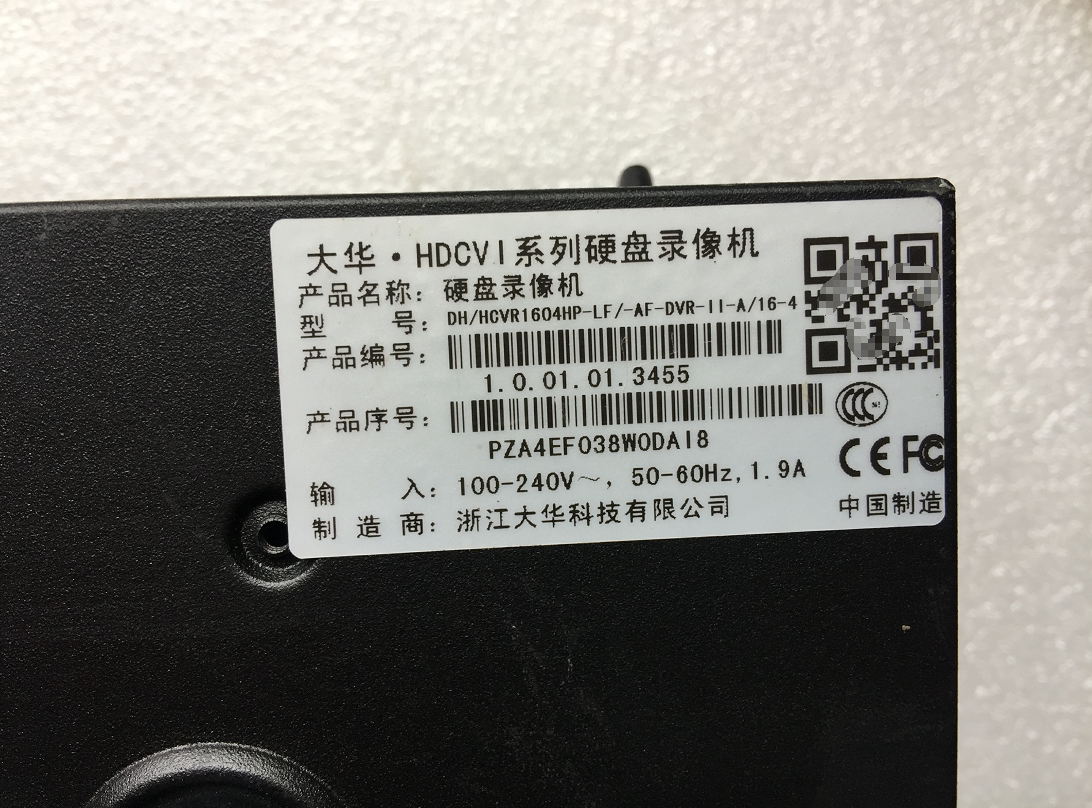 大华·HDCVI系列硬盘录像机
产品名称：硬盘录像机
型 号：DH/HCVR1604HP-LF/-AF-DVR-II-A/16-4
产品编号：
1.0.01.01.3455
产品序号：
PZA4EF038W0DAI8
输 入：100-240V～，50-60Hz,1.9A
制 造 商：浙江大华科技有限公司
CCC
CE FC
中国制造